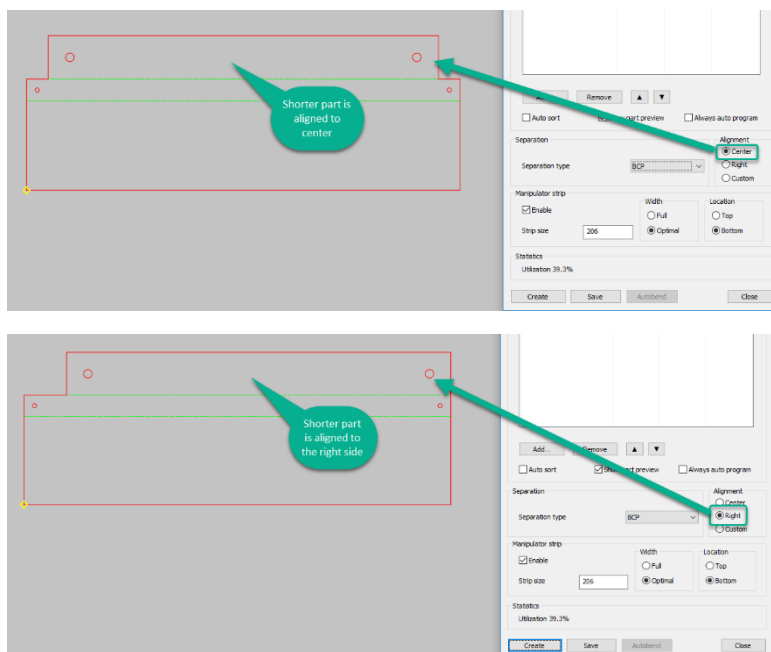 Shorter part is
aligned to
center
Remove ▲ ▼
Auto sort part preview Always auto program
Separation Alignment
Center
Separation type BCP Right
Custom
Manipulator strip
Width Location
Enable
Full Top
Strip size 206 Optimal Bottom
Statistics
Utilization 39.3%
Create Save Autobend Close
Shorter part
is aligned to
the right side
Add... Remove ▲ ▼
Auto sort part preview Always auto program
Separation Alignment
Center
Separation type BCP Right
Custom
Manipulator strip
Width Location
Enable
Full Top
Strip size 206 Optimal Bottom
Statistics
Utilization 39.3%
Create Save Autobend Close